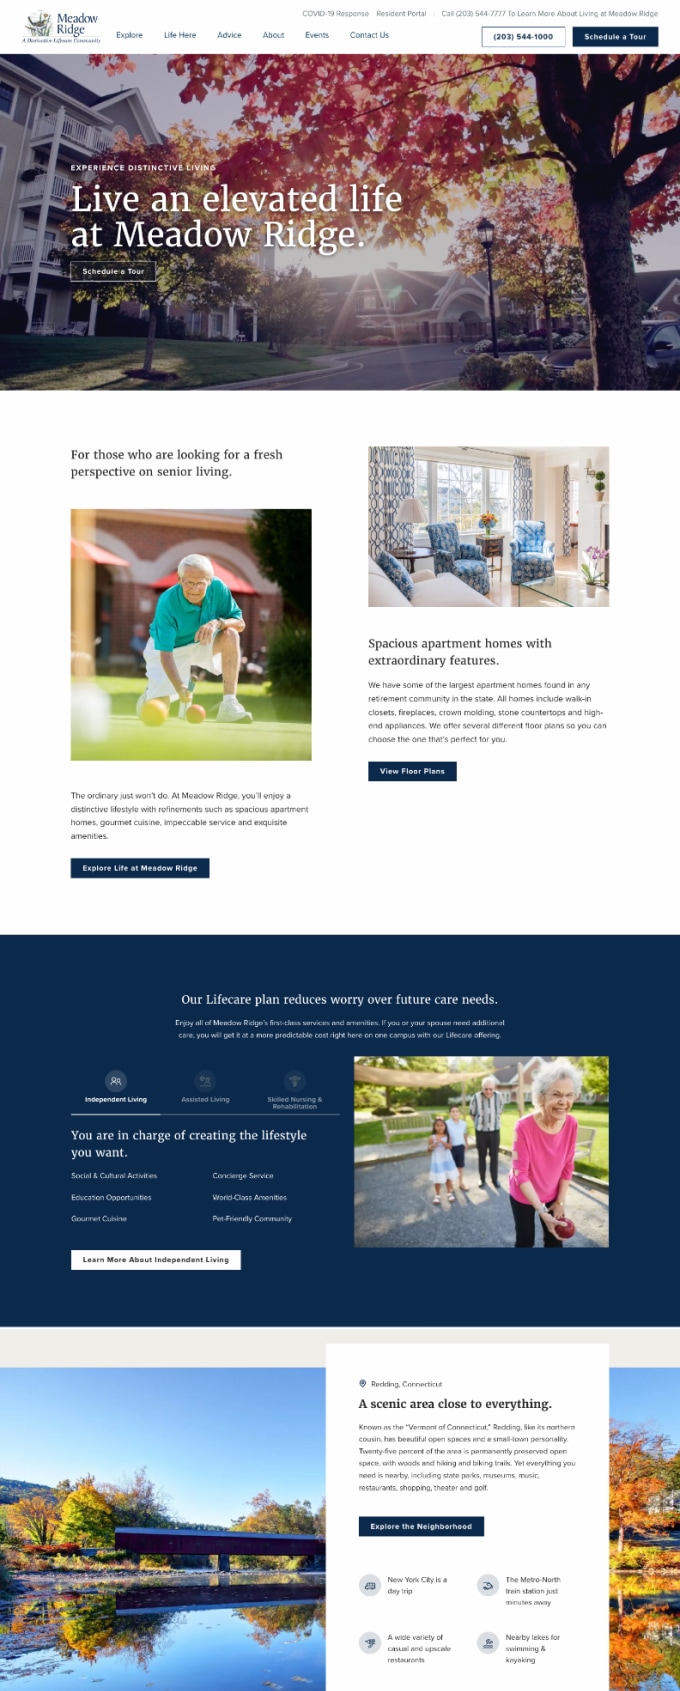 COVID-19 Response Resident Portal Call (203) 544-7777 To Learn More About Living at Meadow Ridge
Meadow
Ridge
A Distinctive Lifecare Community
Explore Life Here Advice About Events Contact Us
(203) 544-1000
Schedule a Tour
EXPERIENCE DISTINCTIVE LIVING
Live an elevated life
at Meadow Ridge.
Schedule a Tour
For those who are looking for a fresh
perspective on senior living.
The ordinary just won't do. At Meadow Ridge, you'll enjoy a
distinctive lifestyle with refinements such as spacious apartment
homes, gourmet cuisine, impeccable service and exquisite
amenities.
Explore Life at Meadow Ridge
Spacious apartment homes with
extraordinary features.
We have some of the largest apartment homes found in any
retirement community in the state. All homes include walk-in
closets, fireplaces, crown molding, stone countertops and high-
end appliances. We offer several different floor plans so you can
choose the one that's perfect for you.
View Floor Plans
Our Lifecare plan reduces worry over future care needs.
Enjoy all of Meadow Ridge's first-class services and amenities. If you or your spouse need additional
care, you will get it at a more predictable cost right here on one campus with our Lifecare offering.
Independent Living
Assisted Living
Skilled Nursing &
Rehabilitation
You are in charge of creating the lifestyle
you want.
Social & Cultural Activities
Concierge Service
Education Opportunities
World-Class Amenities
Gourmet Cuisine
Pet-Friendly Community
Learn More About Independent Living
Redding, Connecticut
A scenic area close to everything.
Known as the "Vermont of Connecticut," Redding, like its northern
cousin, has beautiful open spaces and a small-town personality.
Twenty-five percent of the area is permanently preserved open
space, with woods and hiking and biking trails. Yet everything you
need is nearby, including state parks, museums, music,
restaurants, shopping, theater and golf.
Explore the Neighborhood
New York City is a
day trip
The Metro-North
train station just
minutes away
A wide variety of
casual and upscale
restaurants
Nearby lakes for
swimming &
kayaking